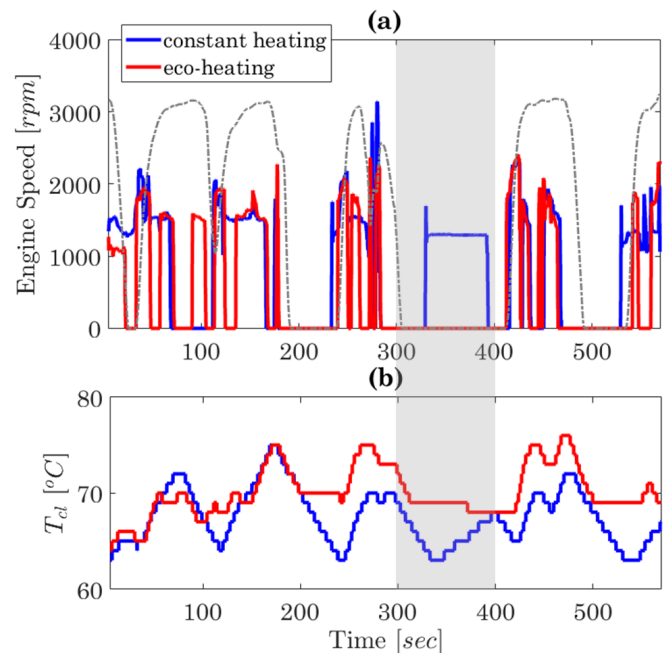 (a)
4000
3000
2000
1000
0
Engine Speed [rpm]
constant heating
eco-heating
100 200 300 400 500
(b)
80
70
60
T_cl [°C]
100 200 300 400 500
Time [sec]